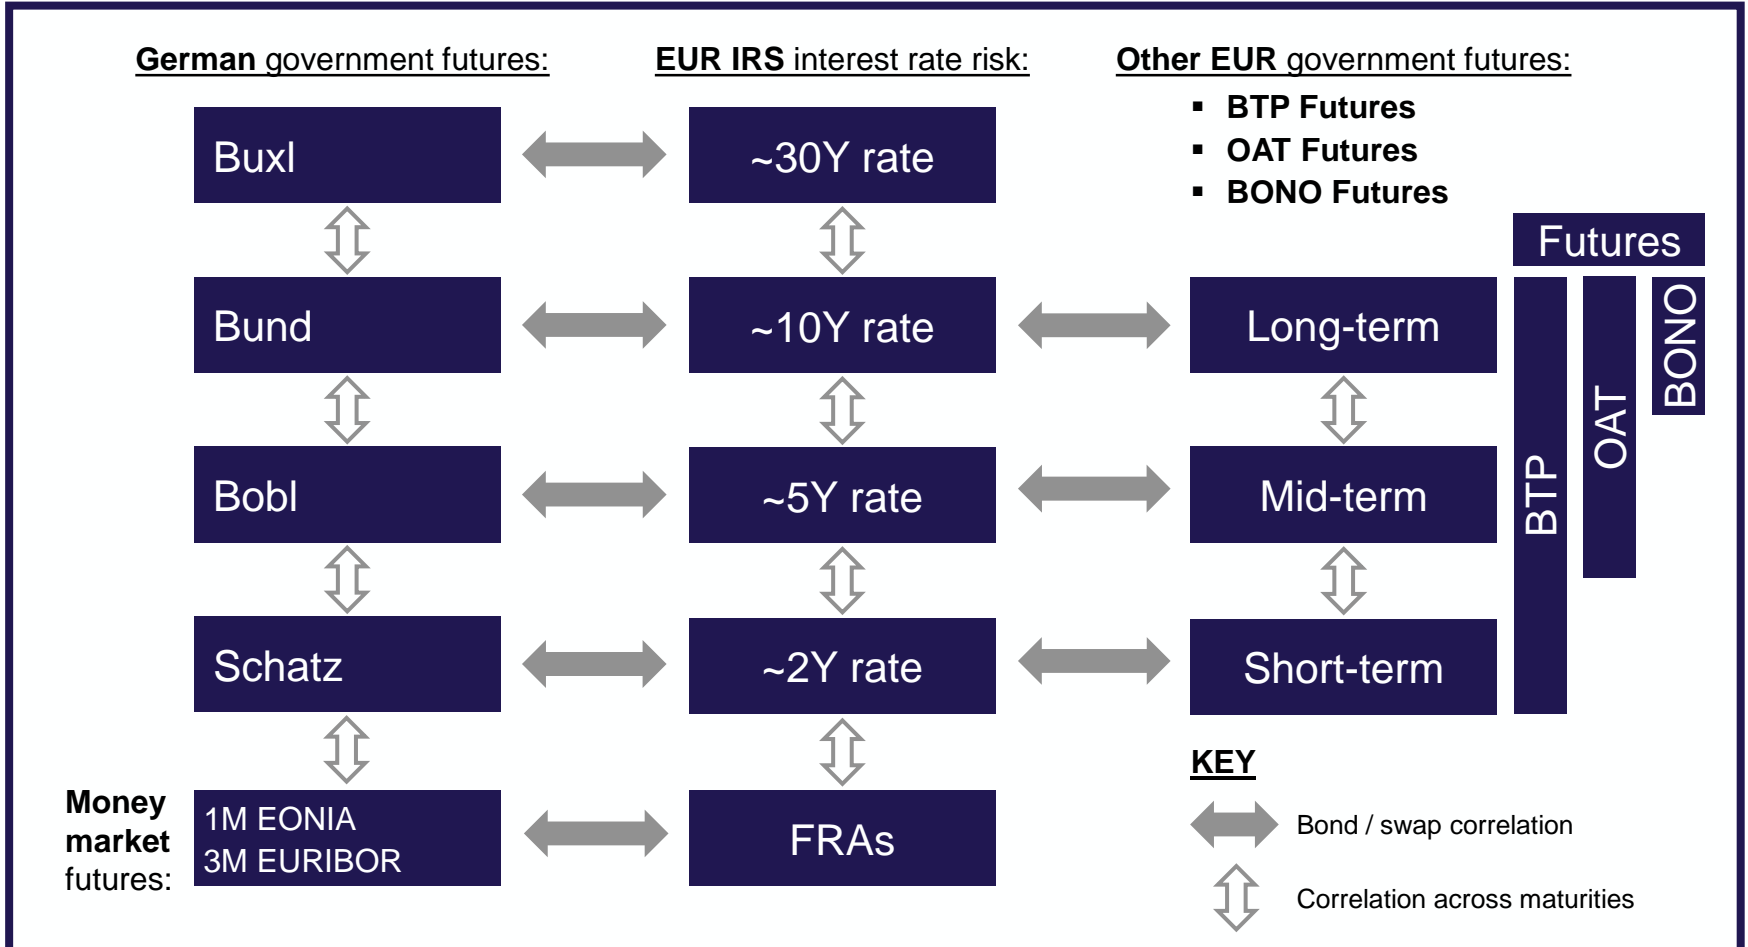 German government futures:
EUR IRS interest rate risk:
Other EUR government futures:
▪ BTP Futures
▪ OAT Futures
▪ BONO Futures
Buxl
~30Y rate
Futures
Bund
~10Y rate
Long-term
BTP
OAT
BONO
Bobl
~5Y rate
Mid-term
Schatz
~2Y rate
Short-term
Money
market
futures:
1M EONIA
3M EURIBOR
FRAs
KEY
Bond / swap correlation
Correlation across maturities